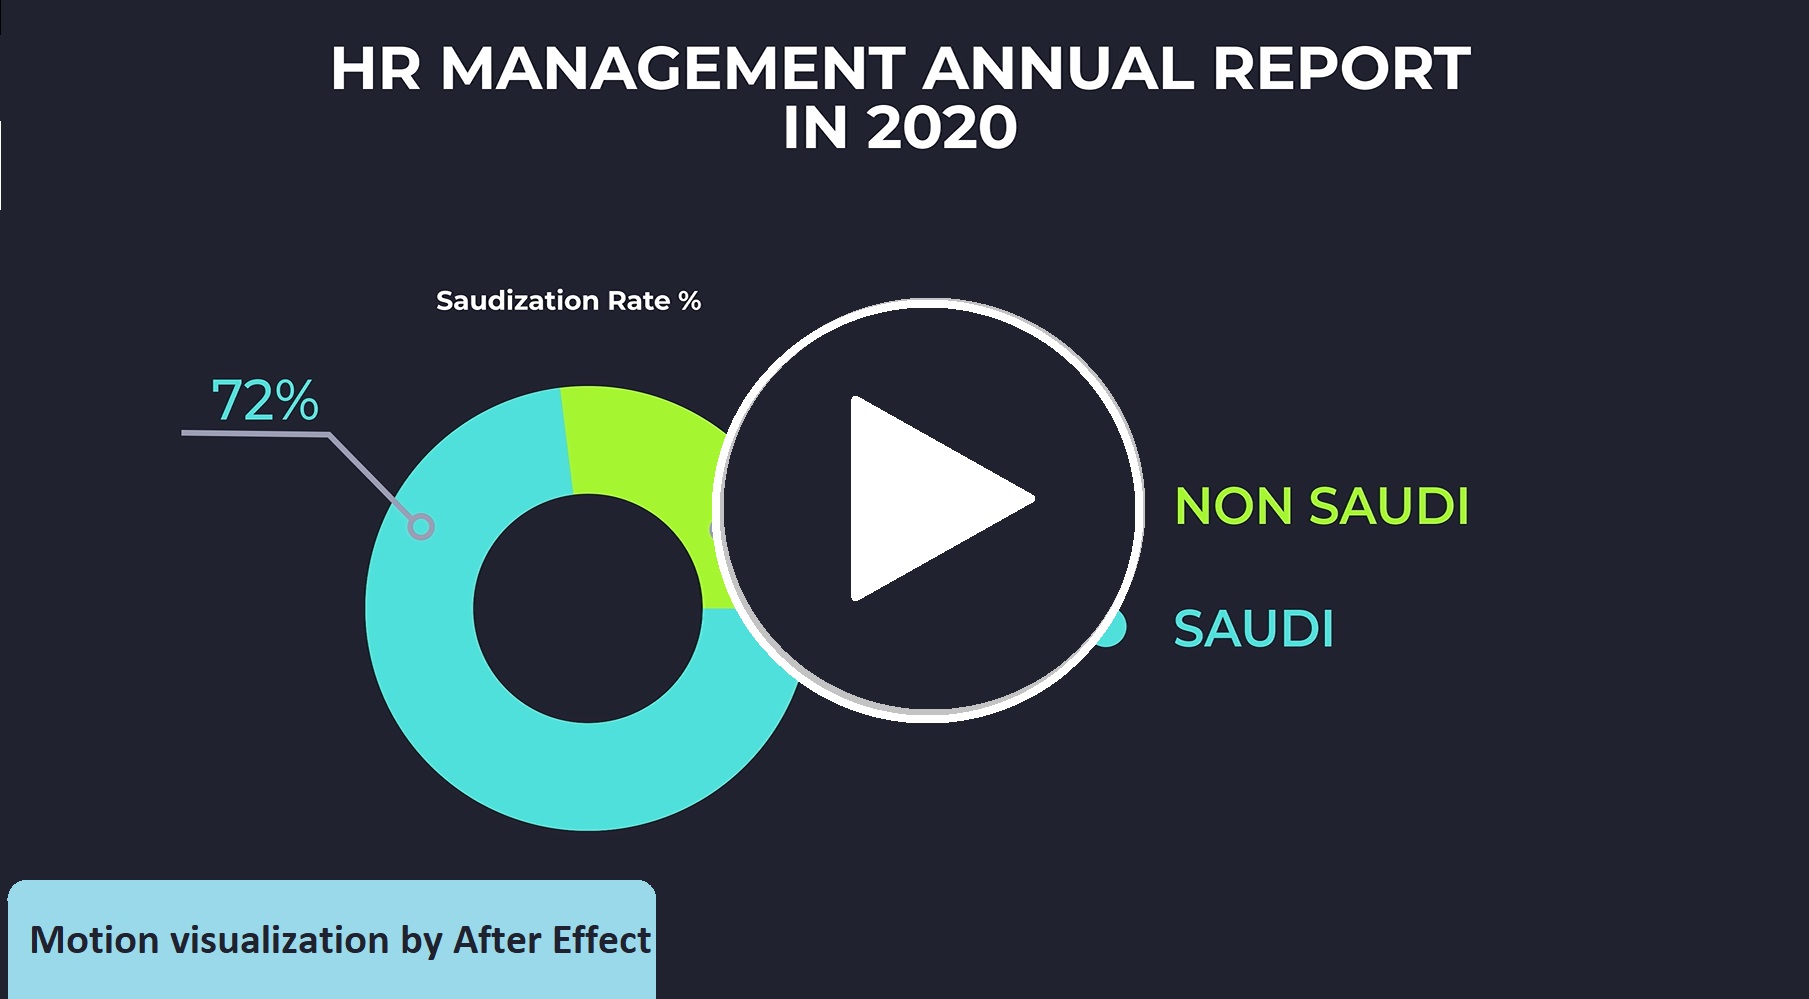 HR MANAGEMENT ANNUAL REPORT
IN 2020
Saudization Rate %
72%
NON SAUDI
SAUDI
Motion visualization by After Effect